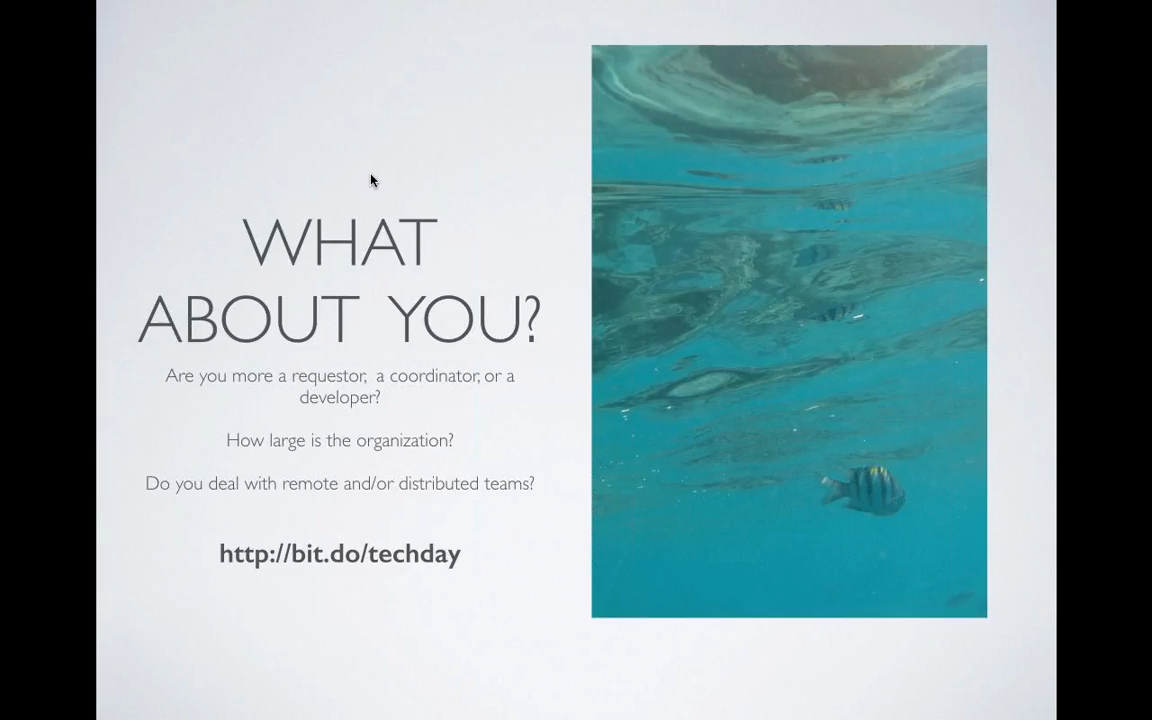 WHAT
ABOUT YOU?
Are you more a requestor, a coordinator, or a
developer?
How large is the organization?
Do you deal with remote and/or distributed teams?
http://bit.do/techday